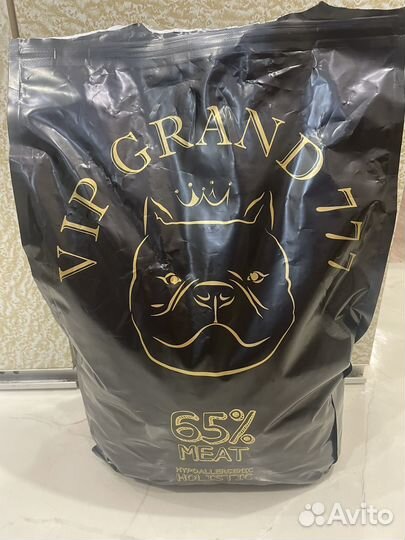 VIP GRAND 777
65%
MEAT
HYPOALLERGENIC
HOLISTIC
Avito